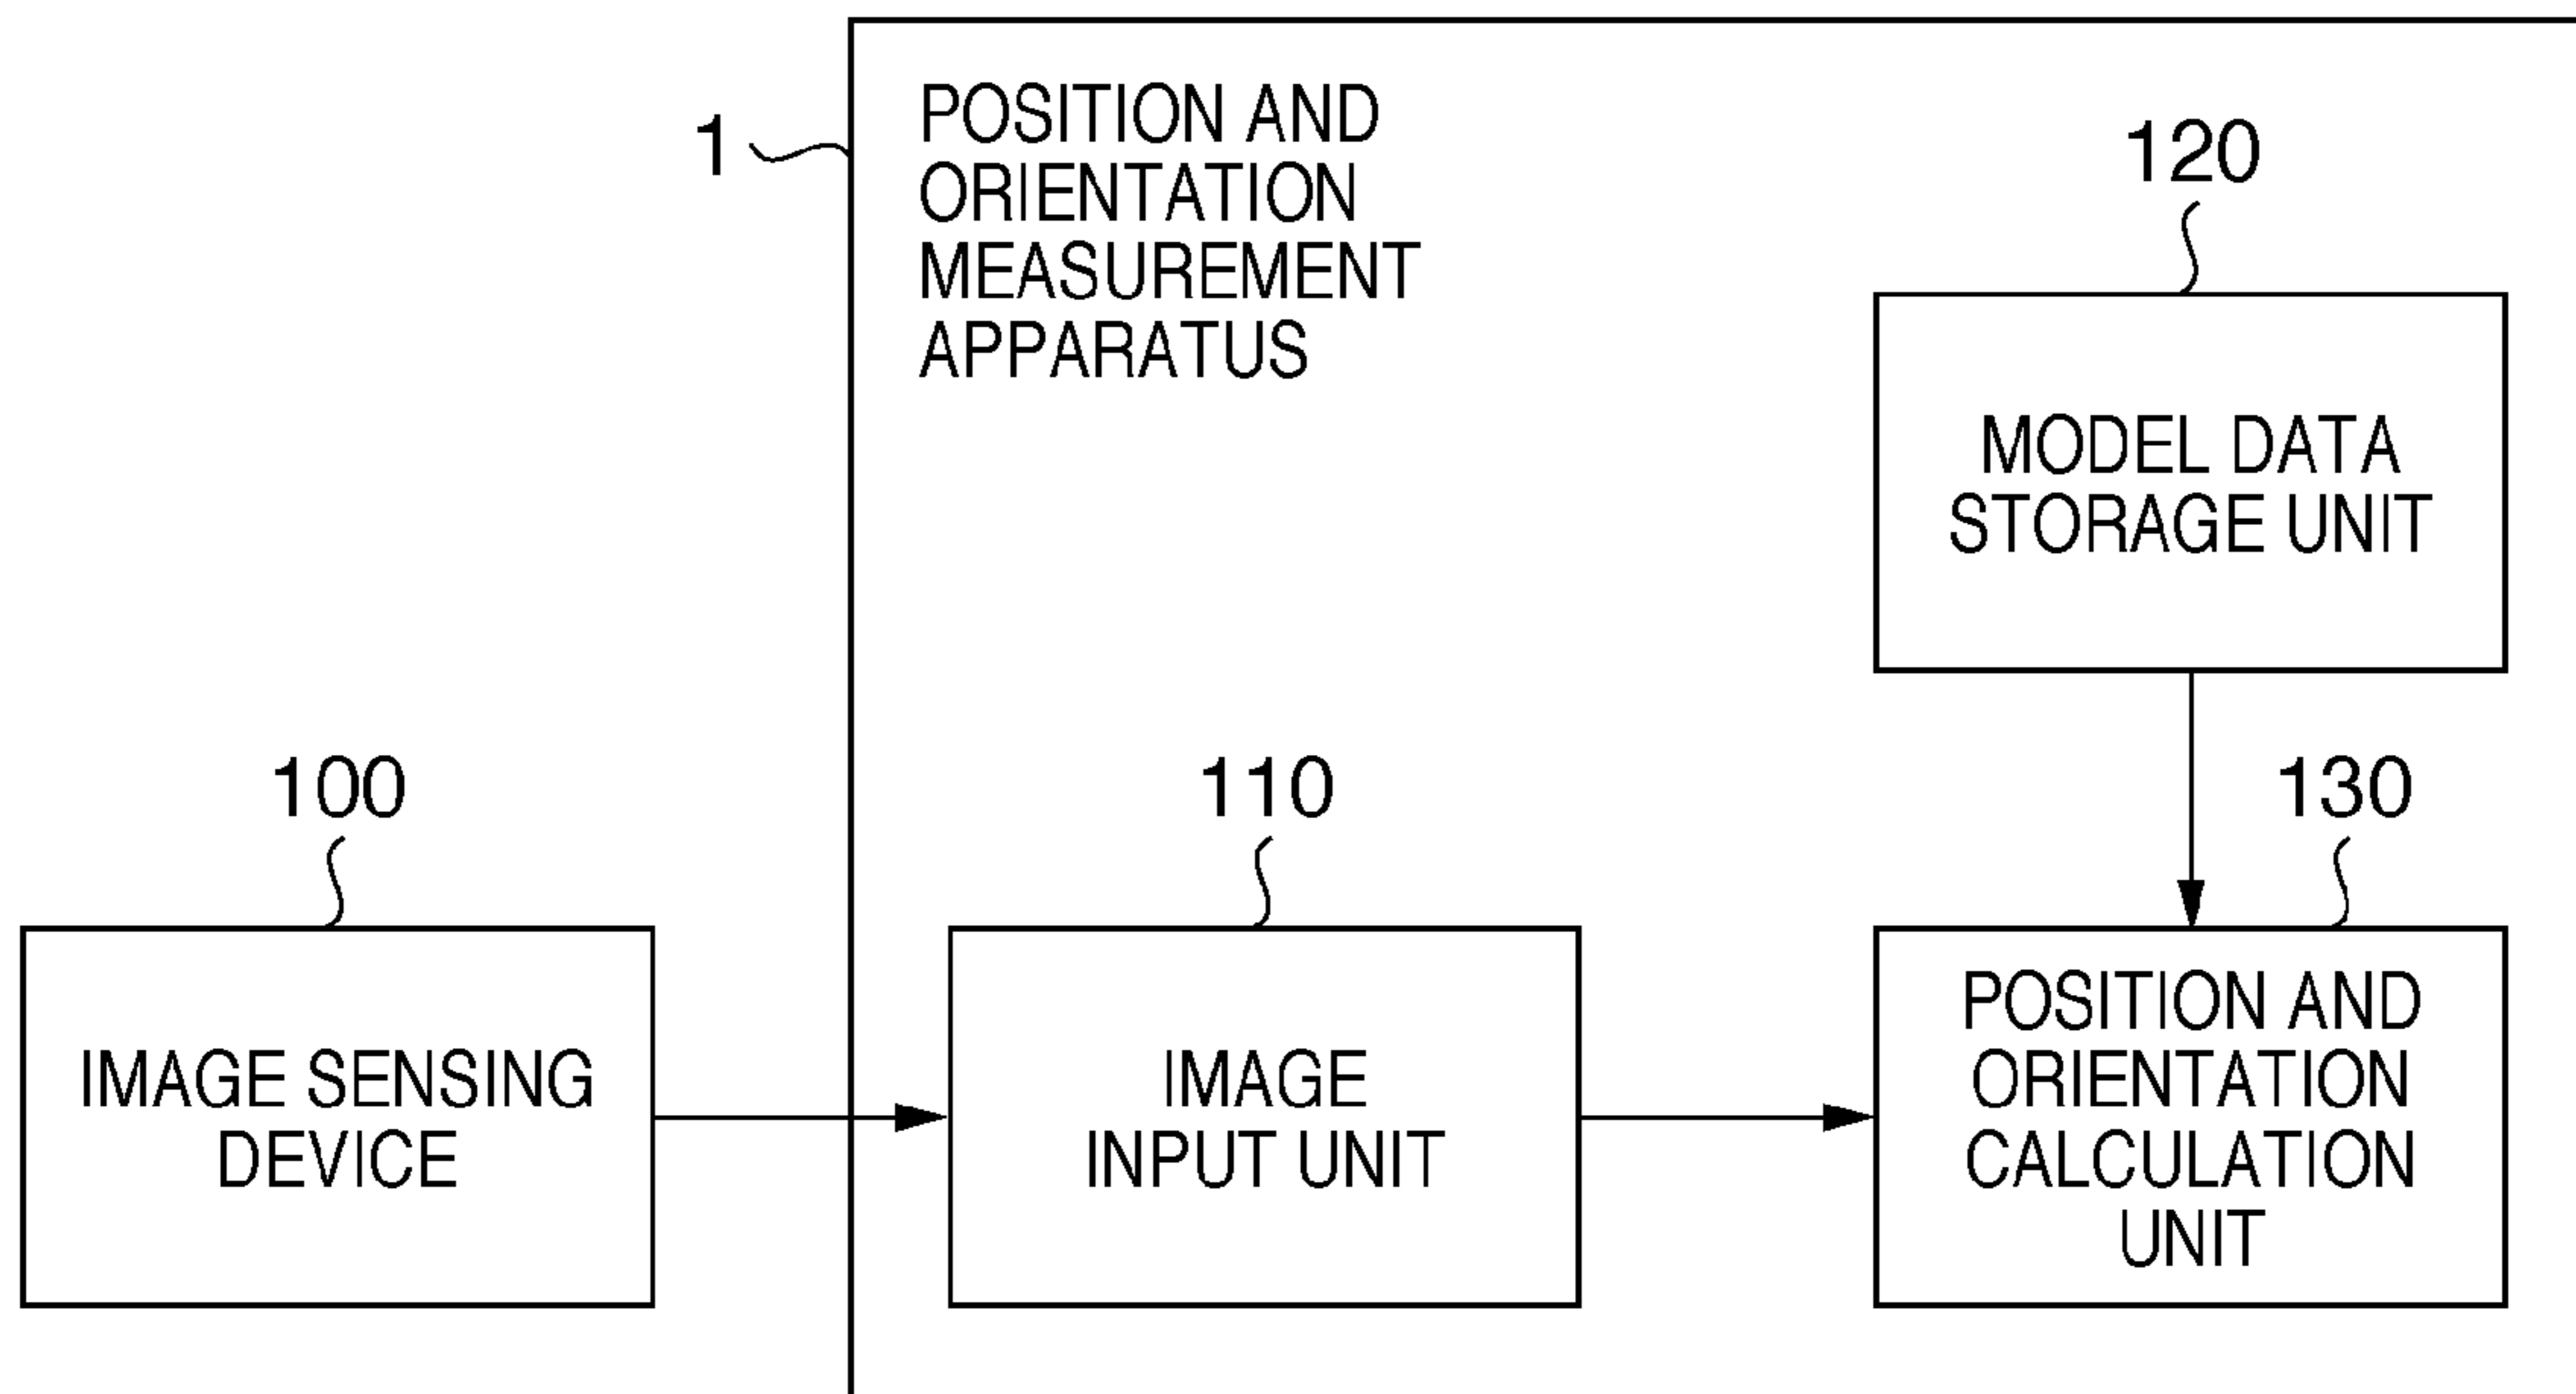 1
POSITION AND
ORIENTATION
MEASUREMENT
APPARATUS
120
MODEL DATA
STORAGE UNIT
100
IMAGE SENSING
DEVICE
110
IMAGE
INPUT UNIT
130
POSITION AND
ORIENTATION
CALCULATION
UNIT